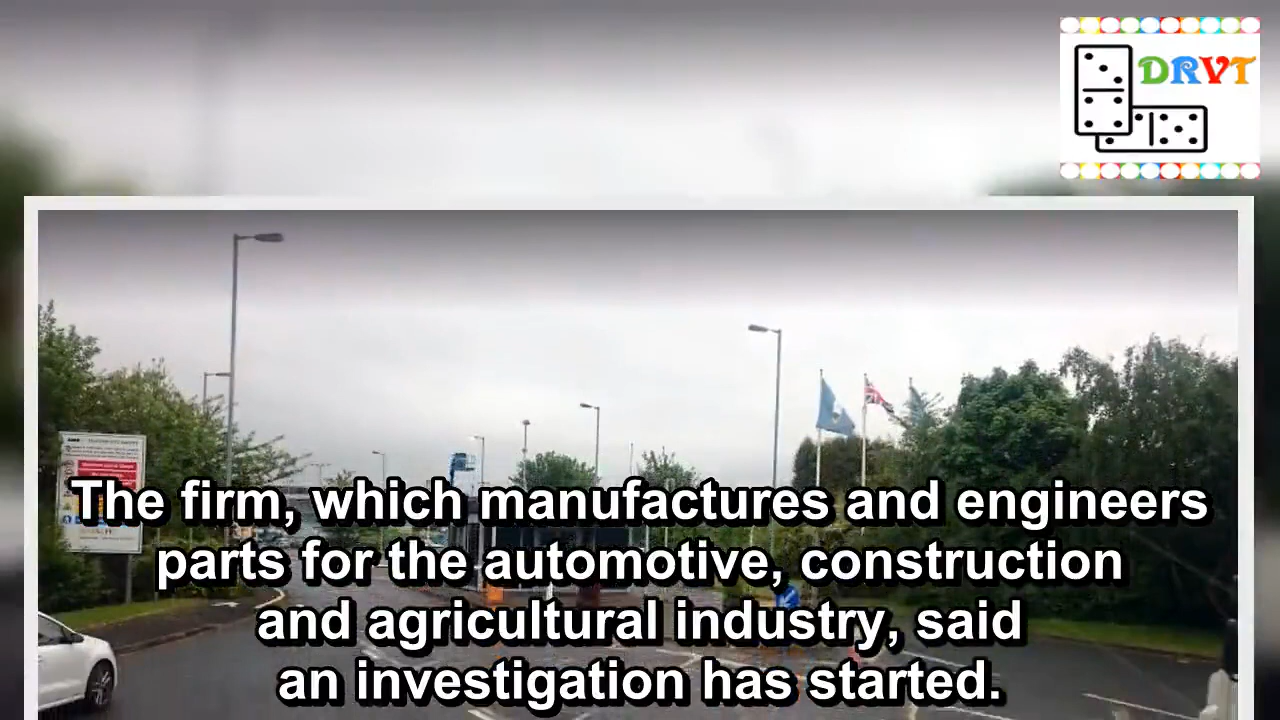 DRVT
The firm, which manufactures and engineers
parts for the automotive, construction
and agricultural industry, said
an investigation has started.